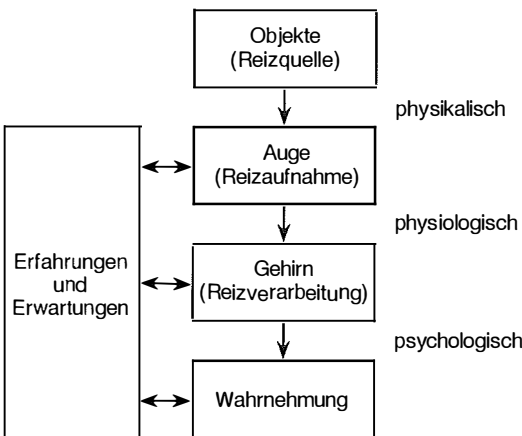 Objekte
(Reizquelle)
physikalisch
Auge
(Reizaufnahme)
physiologisch
Erfahrungen
und
Erwartungen
Gehirn
(Reizverarbeitung)
psychologisch
Wahrnehmung